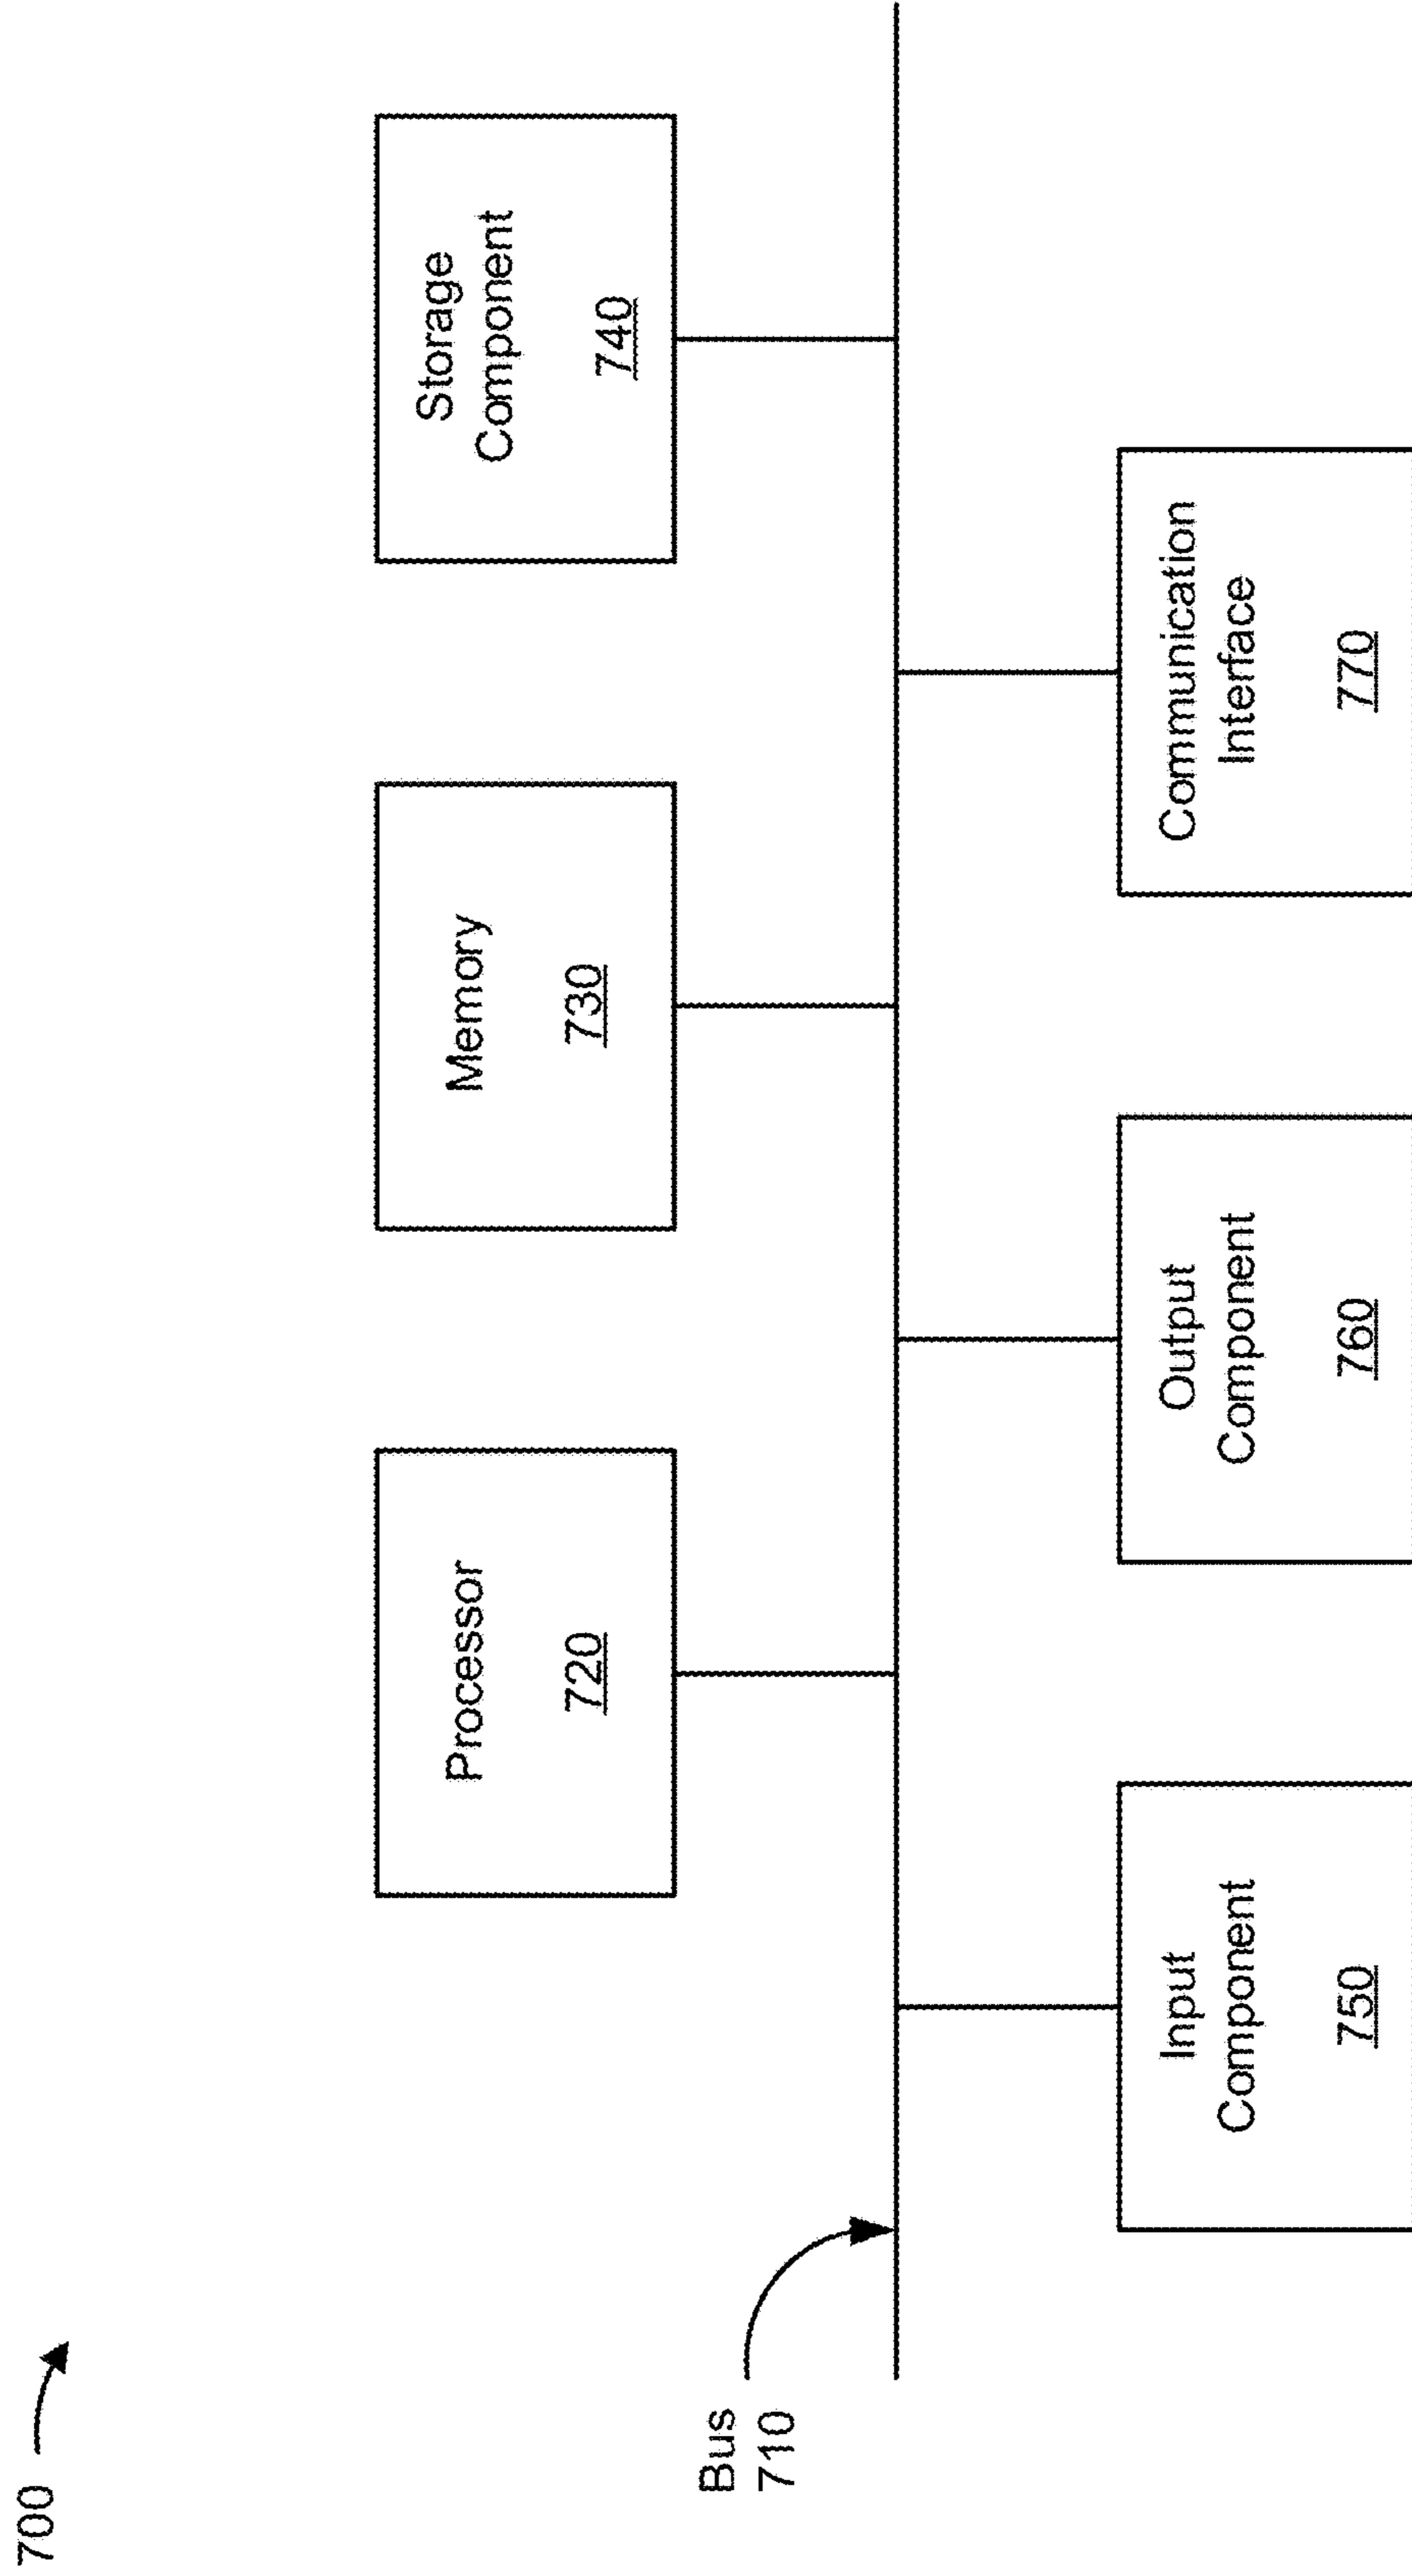 700
Bus
710
Processor
720
Memory
730
Storage
Component
740
Input
Component
750
Output
Component
760
Communication
Interface
770